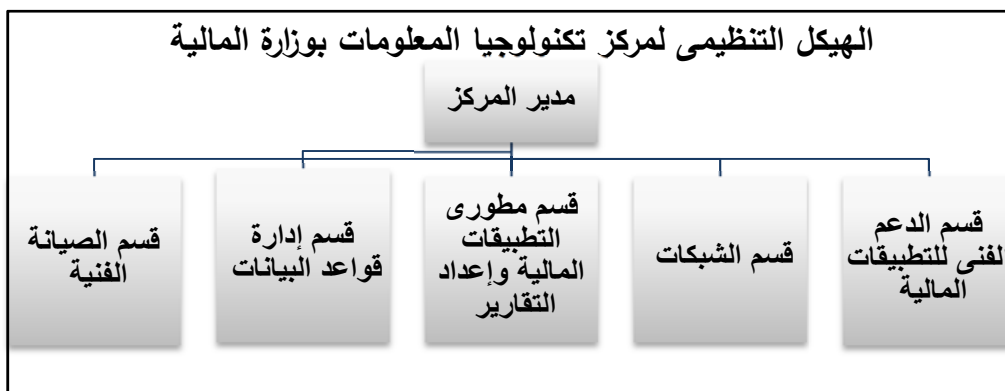 الهيكل التنظيمى لمركز تكنولوجيا المعلومات بوزارة المالية
مدير المركز
قسم الدعم
لفنى للتطبيقات
المالية
قسم الشبكات
قسم مطورى
التطبيقات
المالية وإعداد
التقارير
قسم إدارة
قواعد البيانات
قسم الصيانة
الفنية